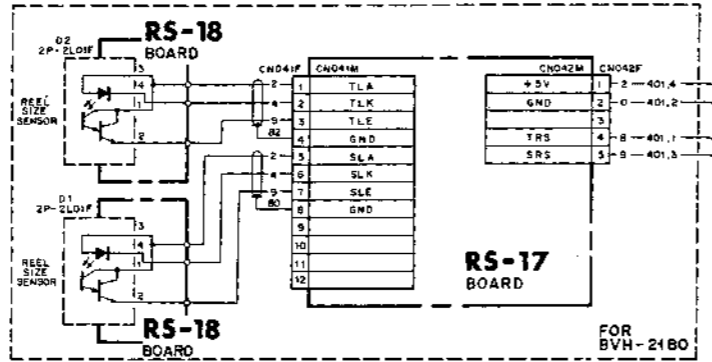 RS-18
BOARD
D2
2P-2L01F
REEL
SIZE
SENSOR
3
4
1
2
CN041F CN041M
2 1 TLA
4 2 TLK
9 3 TLE
82 4 GND
2 5 SLA
4 6 SLK
9 7 SLE
80 8 GND
9
10
11
12
CN042M CN042F
+5V 1 2 401,4
GND 2 0 401,2
3
TRS 4 8 401,1
SRS 5 9 401,3
RS-17
BOARD
D1
2P-2L01F
REEL
SIZE
SENSOR
3
4
1
2
RS-18
BOARD
FOR
BVH-2180